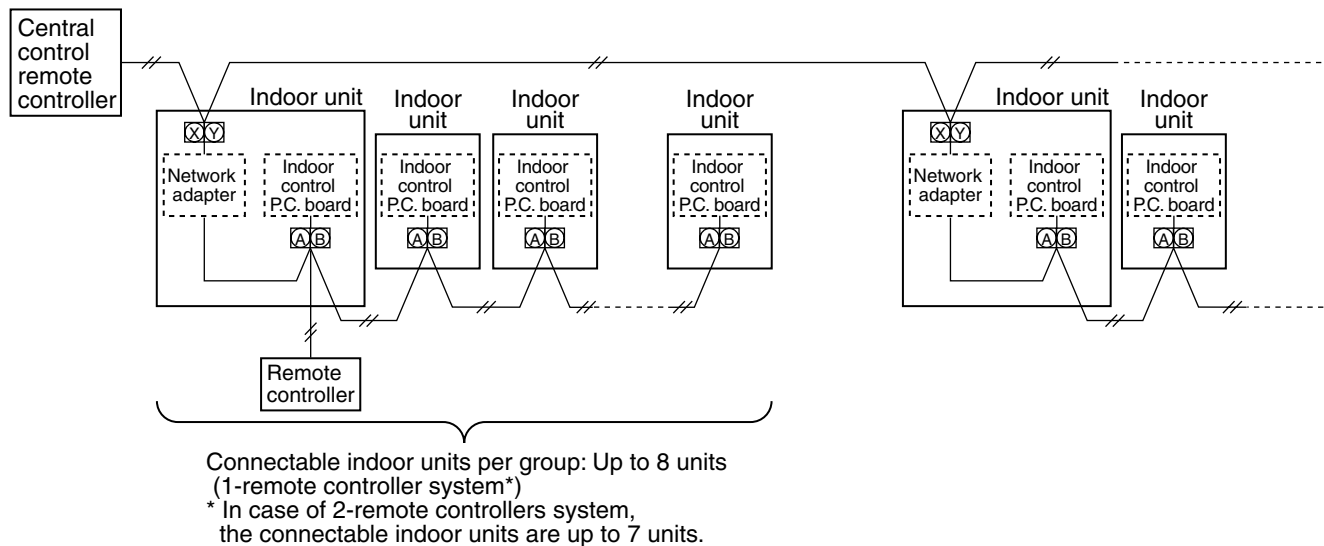 Central
control
remote
controller
Indoor unit
Indoor
unit
Indoor
unit
Indoor
unit
Indoor unit
Indoor
unit
X Y
Network
adapter
Indoor
control
P.C. board
A B
Indoor
control
P.C. board
A B
Indoor
control
P.C. board
A B
Indoor
control
P.C. board
A B
X Y
Network
adapter
Indoor
control
P.C. board
A B
Indoor
control
P.C. board
A B
Remote
controller
Connectable indoor units per group: Up to 8 units
(1-remote controller system*)
* In case of 2-remote controllers system,
the connectable indoor units are up to 7 units.